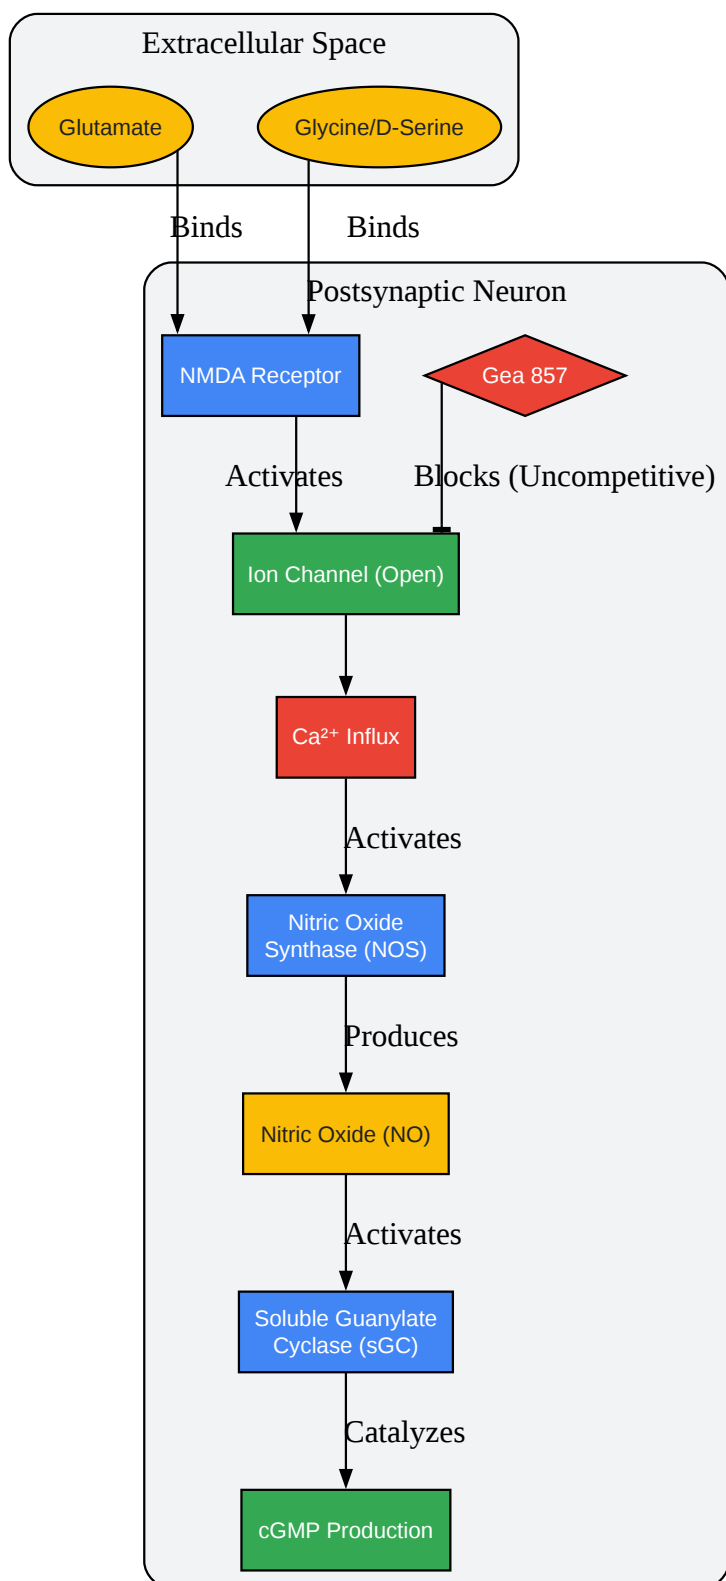 Extracellular Space
Glutamate
Glycine/D-Serine
Binds
Binds
Postsynaptic Neuron
NMDA Receptor
Gea 857
Activates
Blocks (Uncompetitive)
Ion Channel (Open)
Ca²⁺ Influx
Activates
Nitric Oxide
Synthase (NOS)
Produces
Nitric Oxide (NO)
Activates
Soluble Guanylate
Cyclase (sGC)
Catalyzes
cGMP Production